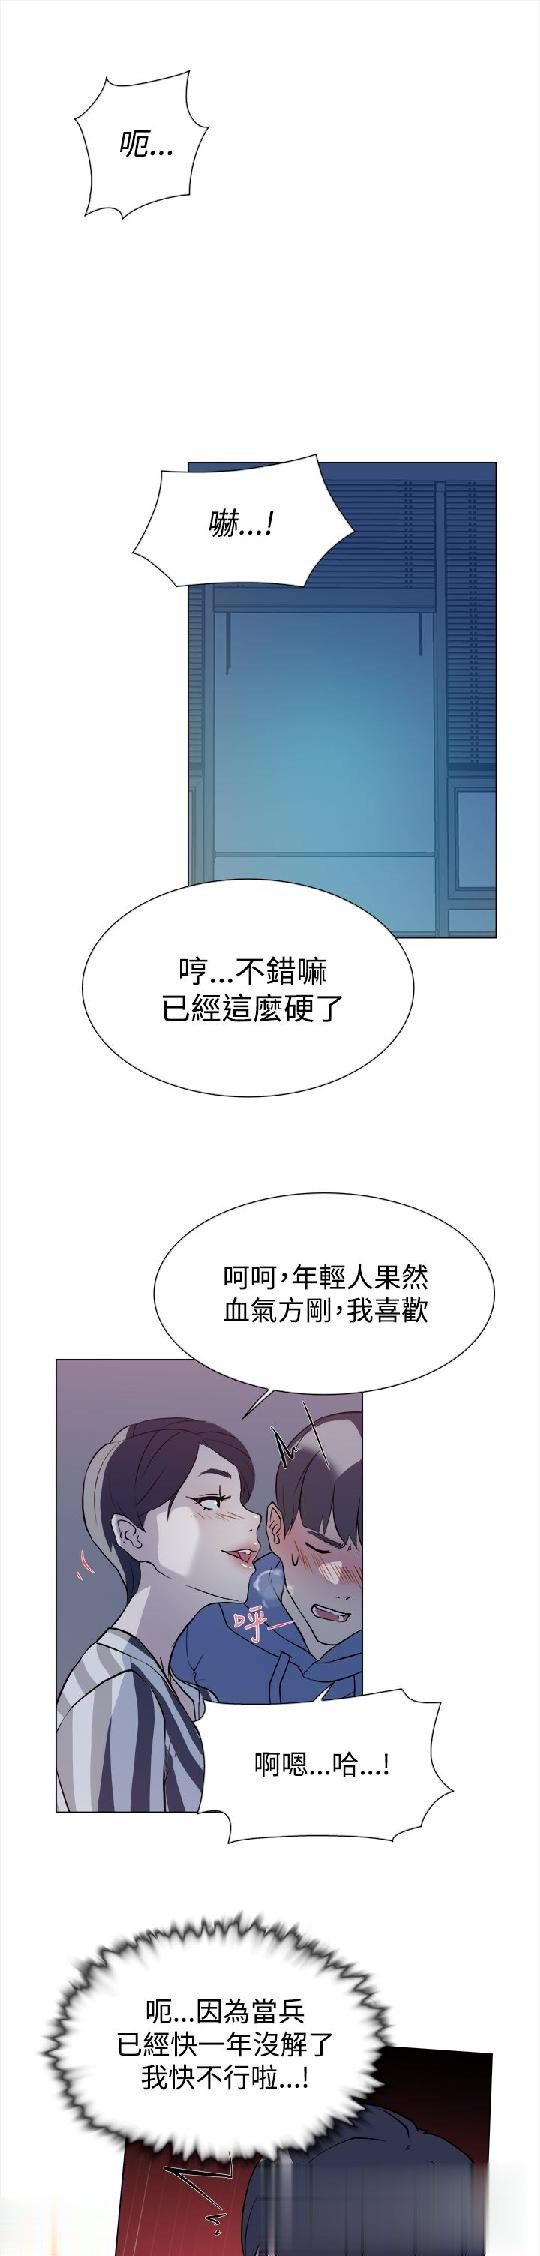 呃...
嚇...!
哼...不錯嘛
已經這麼硬了
呵呵，年輕人果然
血氣方剛，我喜歡
呼
啊嗯...哈...!
呃...因為當兵
已經快一年沒解了
我快不行啦...!